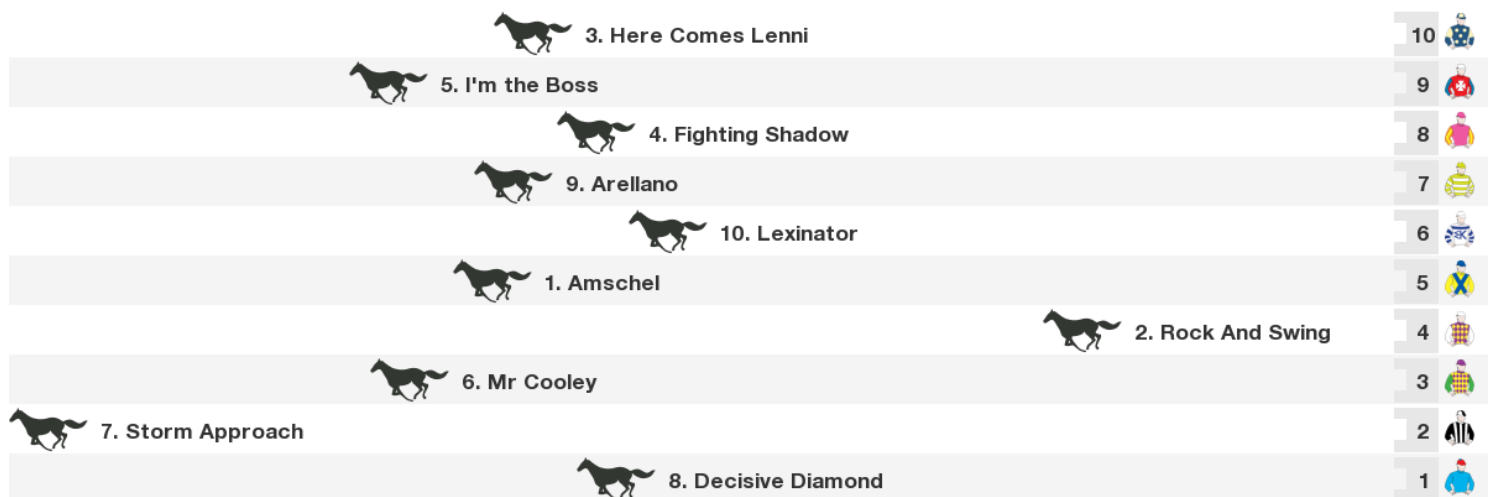 3. Here Comes Lenni 10
5. I'm the Boss 9
4. Fighting Shadow 8
9. Arellano 7
10. Lexinator 6
1. Amschel 5
2. Rock And Swing 4
6. Mr Cooley 3
7. Storm Approach 2
8. Decisive Diamond 1